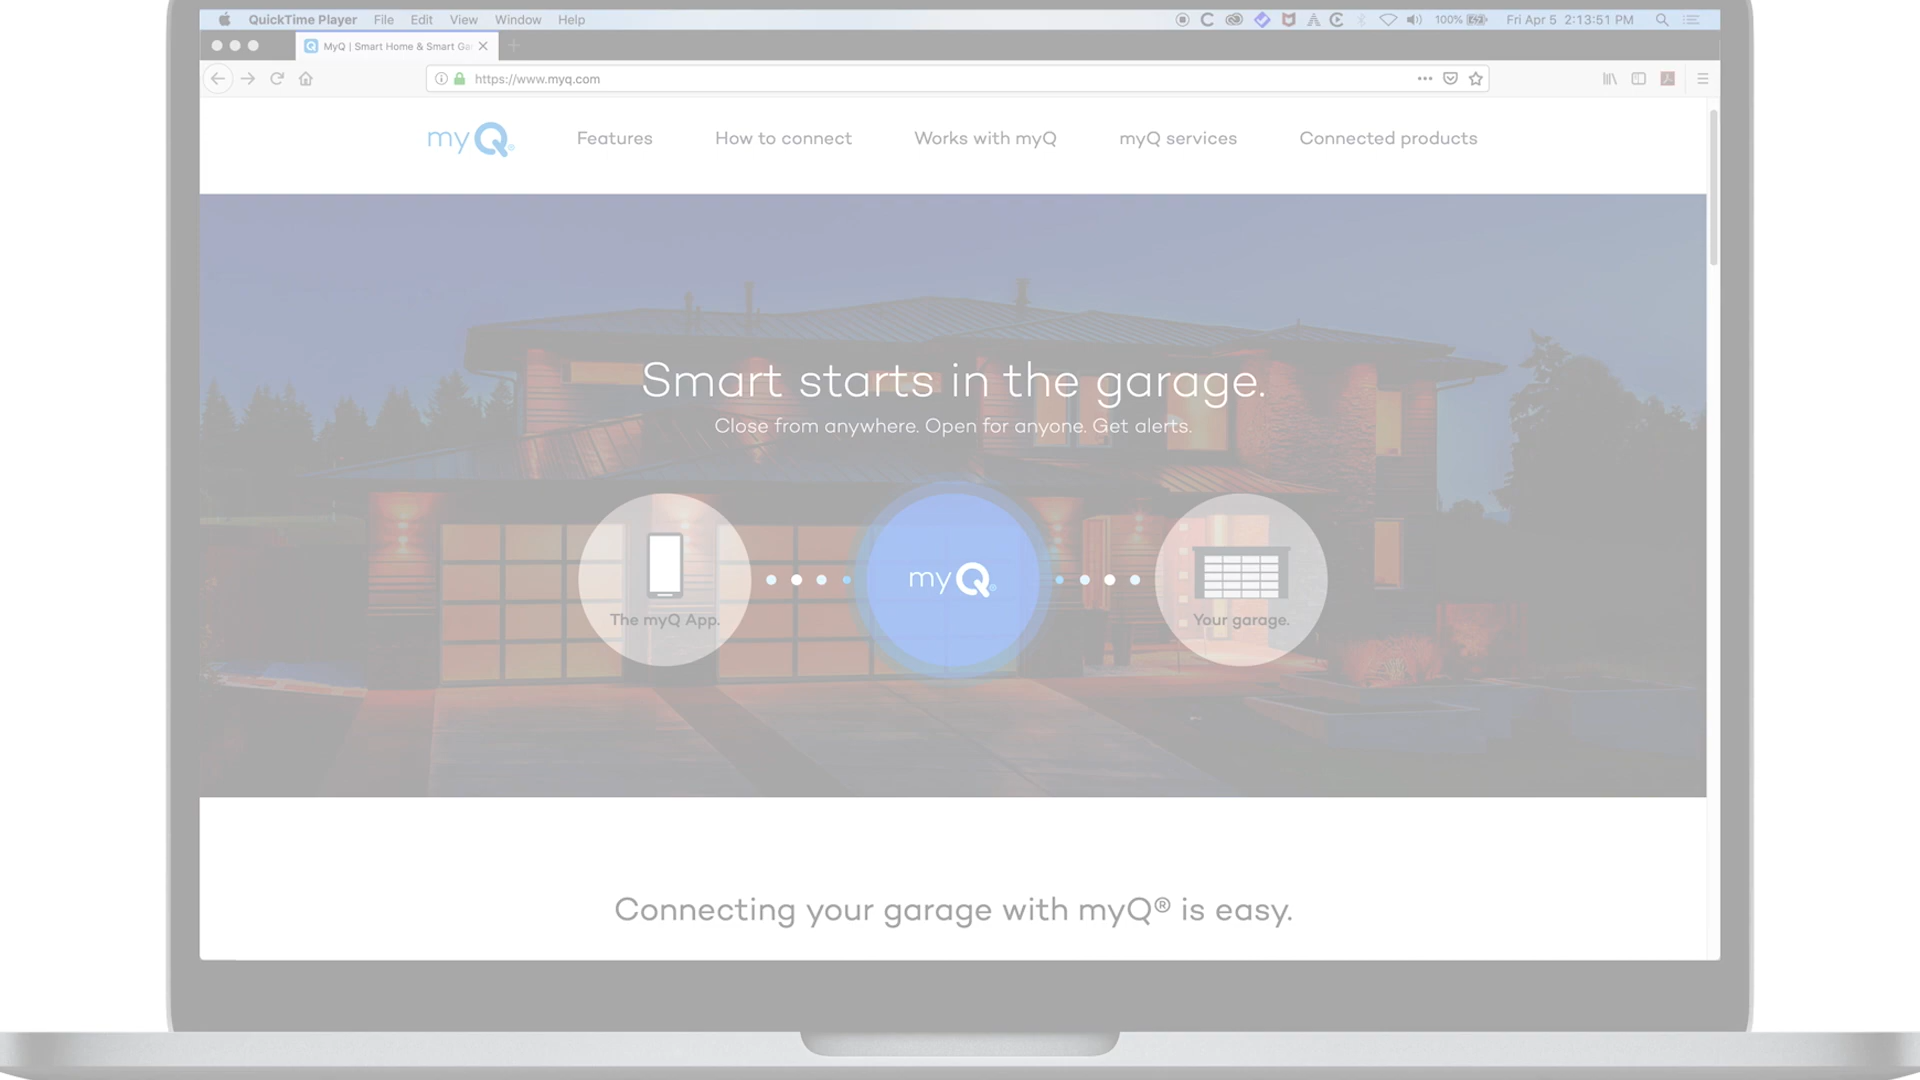 QuickTime Player File Edit View Window Help 100% Fri Apr 5 2:13:51 PM
MyQ | Smart Home & Smart Ga
https://www.myq.com
myQ Features How to connect Works with myQ myQ services Connected products
Smart starts in the garage.
Close from anywhere. Open for anyone. Get alerts.
The myQ App.
myQ
Your garage.
Connecting your garage with myQ® is easy.